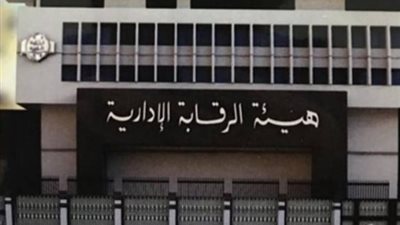 هيئة الرقابة الإدارية